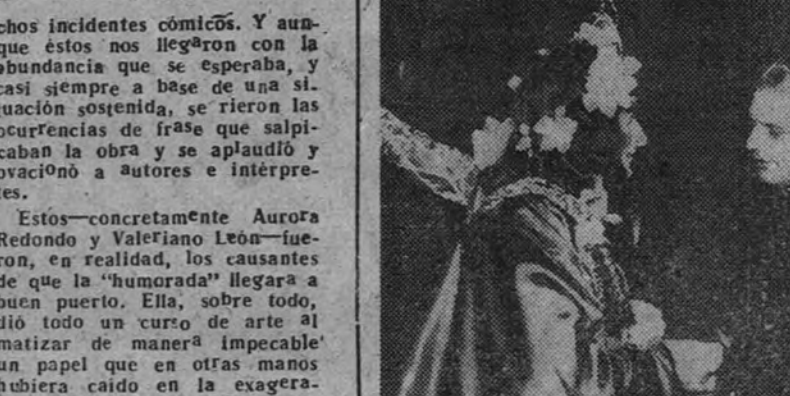 chos incidentes cómicos. Y aun-
que éstos nos llegaron con la
abundancia que se esperaba, y
casi siempre a base de una si-
tuación sostenida, se rieron las
ocurrencias de frase que salpi-
caban la obra y se aplaudió y
ovacionó a autores e intérpre-
tes.
Estos—concretamente Aurora
Redondo y Valeriano León—fue-
ron, en realidad, los causantes
de que la "humorada" llegara a
buen puerto. Ella, sobre todo,
dió todo un curso de arte al
matizar de manera impecable
un papel que en otras manos
hubiera caido en la exagera-